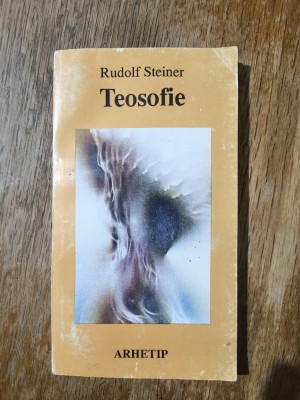 Rudolf Steiner
Teosofie
ARHETIP